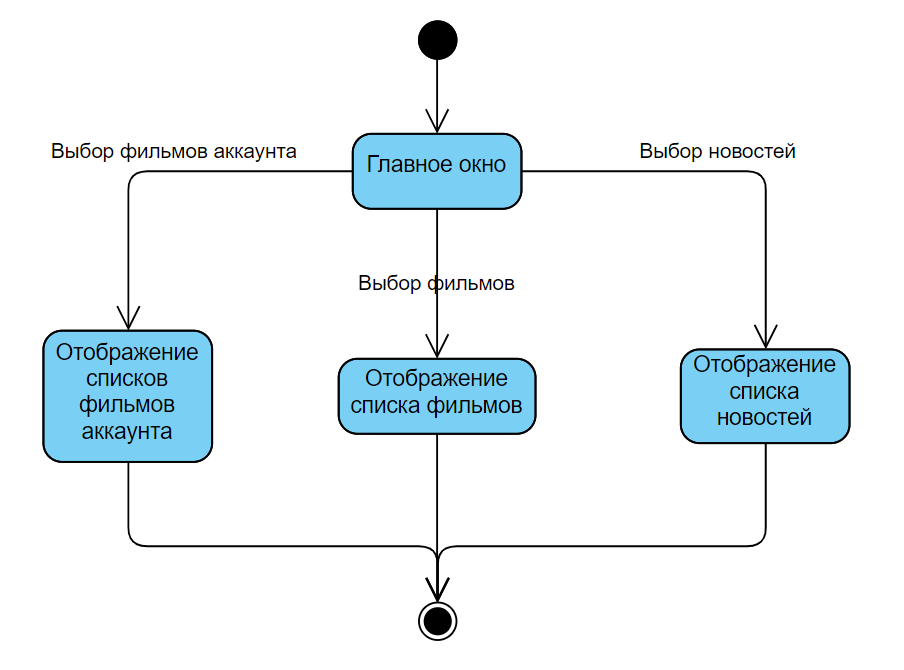 Выбор фильмов аккаунта
Главное окно
Выбор новостей
Выбор фильмов
Отображение
списков
фильмов
аккаунта
Отображение
списка фильмов
Отображение
списка
новостей